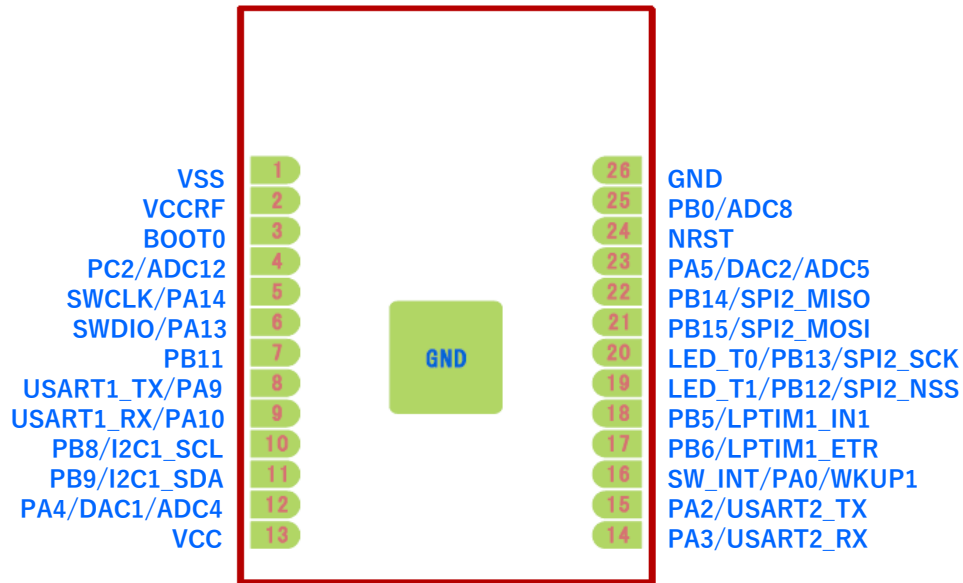 VSS 1 26 GND
VCCRF 2 25 PB0/ADC8
BOOT0 3 24 NRST
PC2/ADC12 4 23 PA5/DAC2/ADC5
SWCLK/PA14 5 22 PB14/SPI2_MISO
SWDIO/PA13 6 21 PB15/SPI2_MOSI
PB11 7 GND 20 LED_T0/PB13/SPI2_SCK
USART1_TX/PA9 8 19 LED_T1/PB12/SPI2_NSS
USART1_RX/PA10 9 18 PB5/LPTIM1_IN1
PB8/I2C1_SCL 10 17 PB6/LPTIM1_ETR
PB9/I2C1_SDA 11 16 SW_INT/PA0/WKUP1
PA4/DAC1/ADC4 12 15 PA2/USART2_TX
VCC 13 14 PA3/USART2_RX